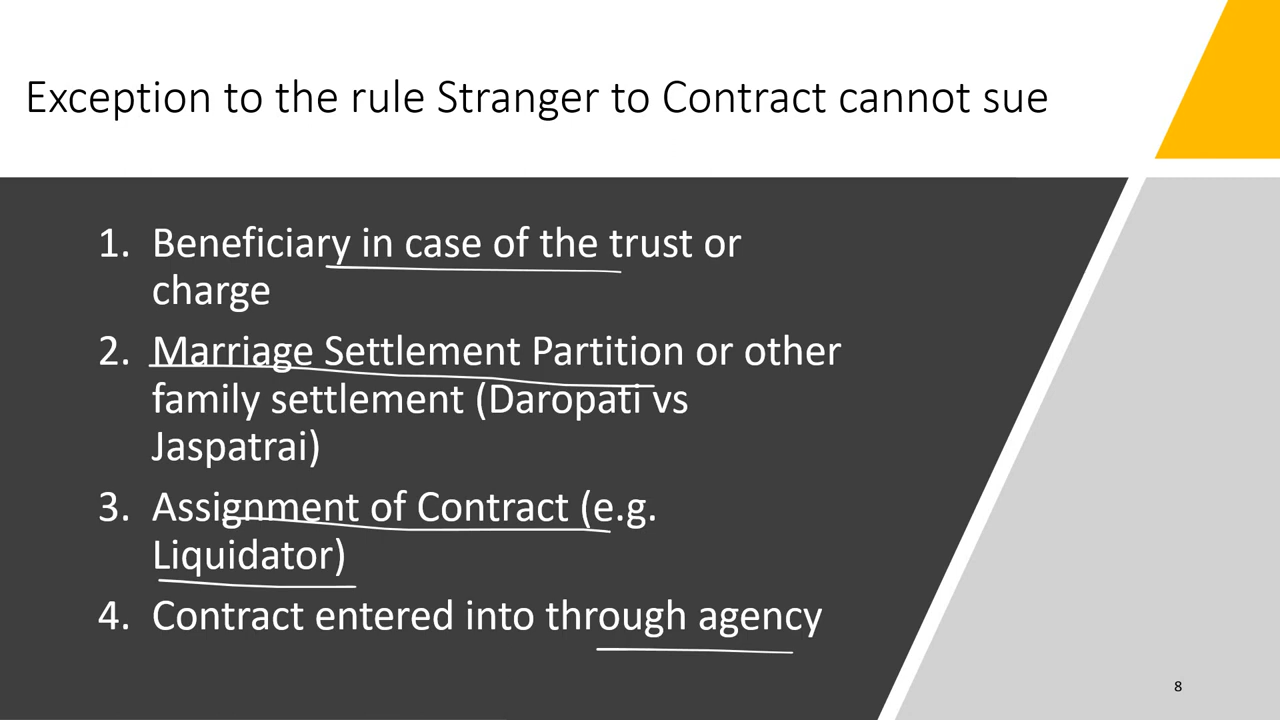 Exception to the rule Stranger to Contract cannot sue
1. Beneficiary in case of the trust or
charge
2. Marriage Settlement Partition or other
family settlement (Daropati vs
Jaspatrai)
3. Assignment of Contract (e.g.
Liquidator)
4. Contract entered into through agency
8